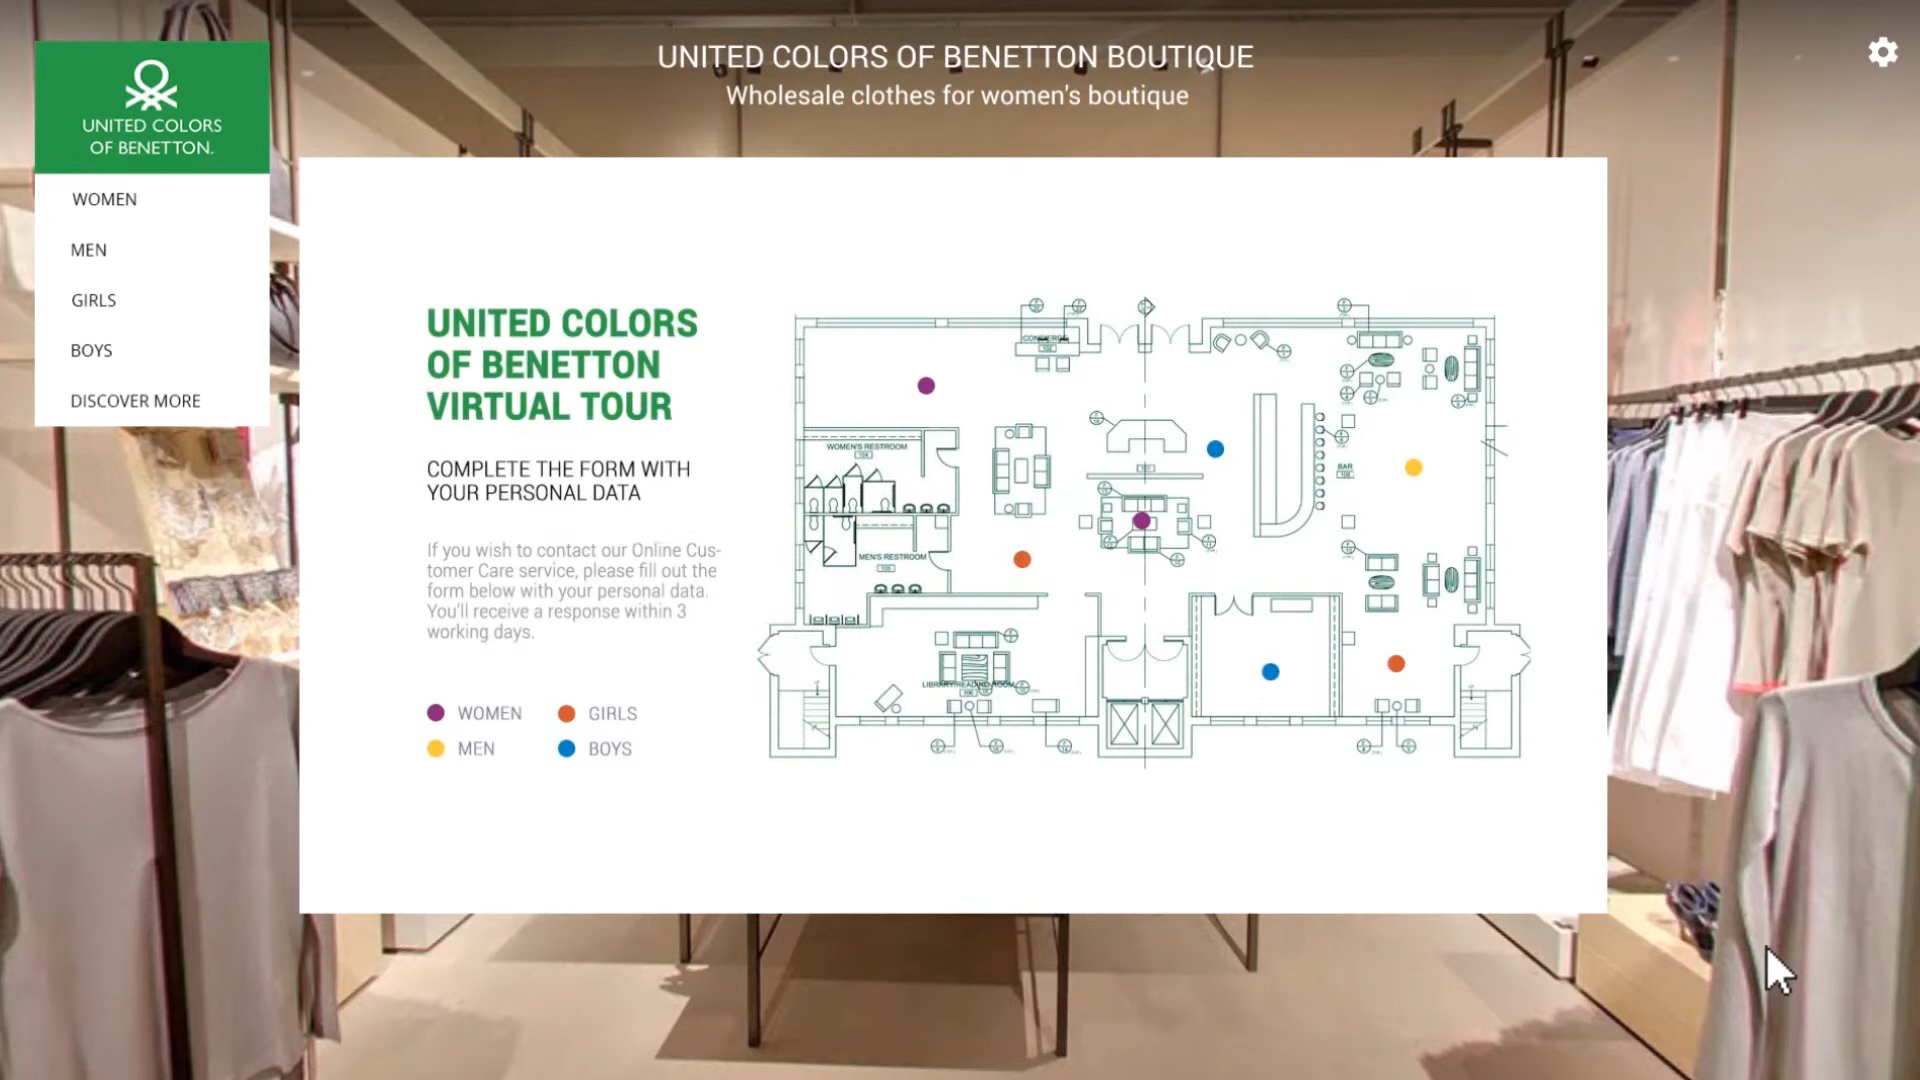 UNITED COLORS OF BENETTON BOUTIQUE
Wholesale clothes for women's boutique
UNITED COLORS
OF BENETTON.
WOMEN
MEN
GIRLS
BOYS
DISCOVER MORE
UNITED COLORS
OF BENETTON
VIRTUAL TOUR
COMPLETE THE FORM WITH
YOUR PERSONAL DATA
If you wish to contact our Online Cus-
tomer Care service, please fill out the
form below with your personal data.
You'll receive a response within 3
working days.
WOMEN
GIRLS
MEN
BOYS
WOMEN'S RESTROOM
MEN'S RESTROOM
BAR
LIBRARY/READING ROOM